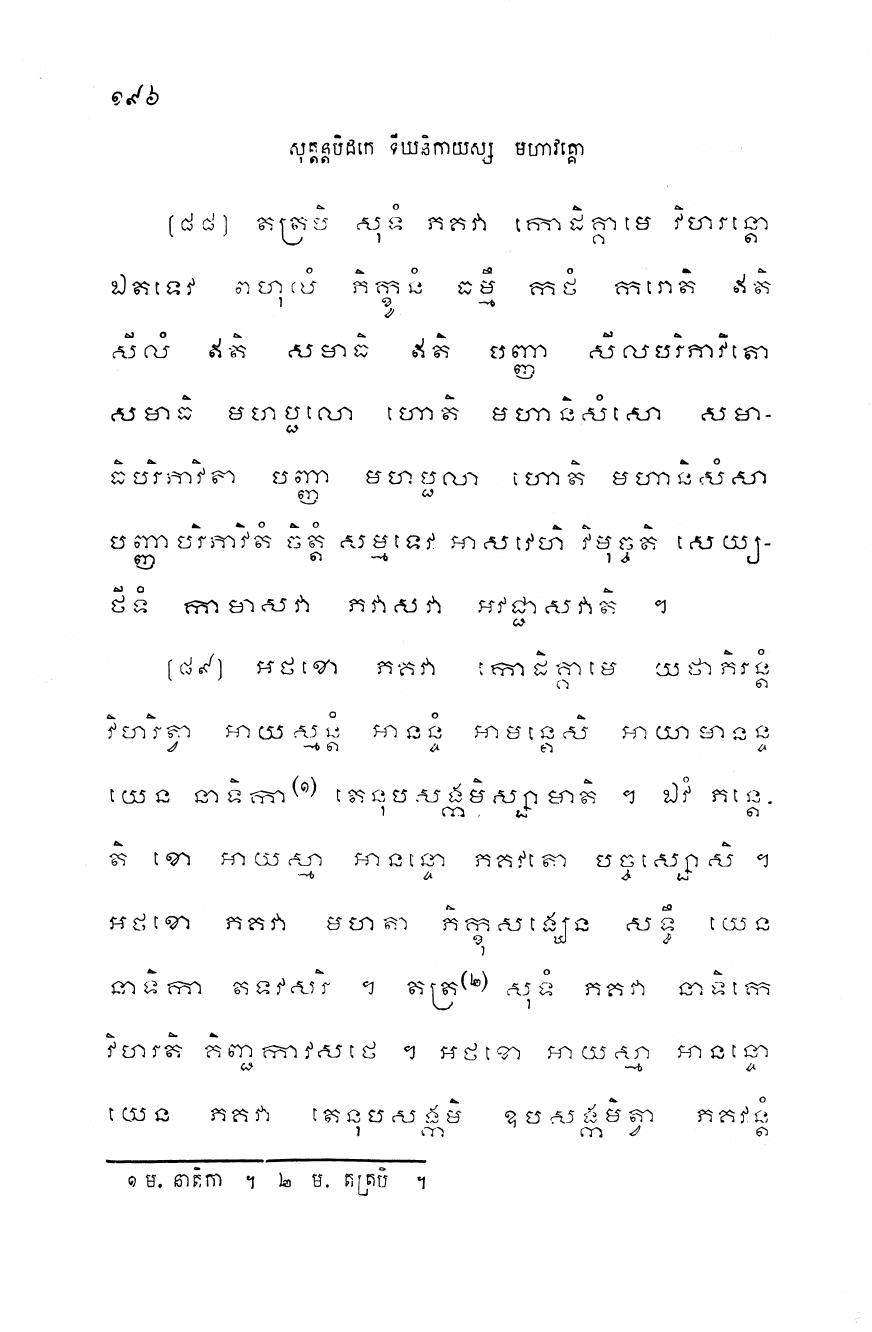 ១៩៦
សុត្តន្តបិដកេ ទីឃនិកាយស្ស មហាវគ្គោ
[៨៨] តត្របិ សុទំ ភគវា កោដិគ្គាមេ វិហរន្តោ
ឯតទេវ ពហុលំ ភិក្ខូនំ ធម្មឹ កថំ ករោតិ ឥតិ
សីលំ ឥតិ សមាធិ ឥតិ បញ្ញា សីលបរិភាវិតោ
សមាធិ មហប្ផលោ ហោតិ មហានិសំសោ សមា-
ធិបរិភាវិតា បញ្ញា មហប្ផលា ហោតិ មហានិសំសា
បញ្ញាបរិភាវិតំ ចិត្តំ សម្មទេវ អាសវេហិ វិមុច្ចតិ សេយ្យ-
ថីទំ កាមាសវា ភវាសវា អវជ្ជាសវាតិ ។
[៨៩] អថខោ ភគវា កោដិគ្គាមេ យថាភិរន្តំ
វិហរិត្វា អាយស្មន្តំ អានន្ទំ អាមន្តេសិ អាយាមានន្ទ
យេន នាទិកា(១) តេនុបសង្កមិស្សាមាតិ ។ ឯវំ ភន្តេ-
តិ ខោ អាយស្មា អានន្ទោ ភគវតោ បច្ចស្សោសិ ។
អថខោ ភគវា មហតា ភិក្ខុសង្ឃេន សទ្ធឹ យេន
នាទិកា តទវសរិ ។ តត្រ(២) សុទំ ភគវា នាទិកេ
វិហរតិ គិញ្ជកាវសថេ ។ អថខោ អាយស្មា អានន្ទោ
យេន ភគវា តេនុបសង្កមិ ឧបសង្កមិត្វា ភគវន្តំ
១ ម. នាតិកា ។ ២ ម. តត្របិ ។